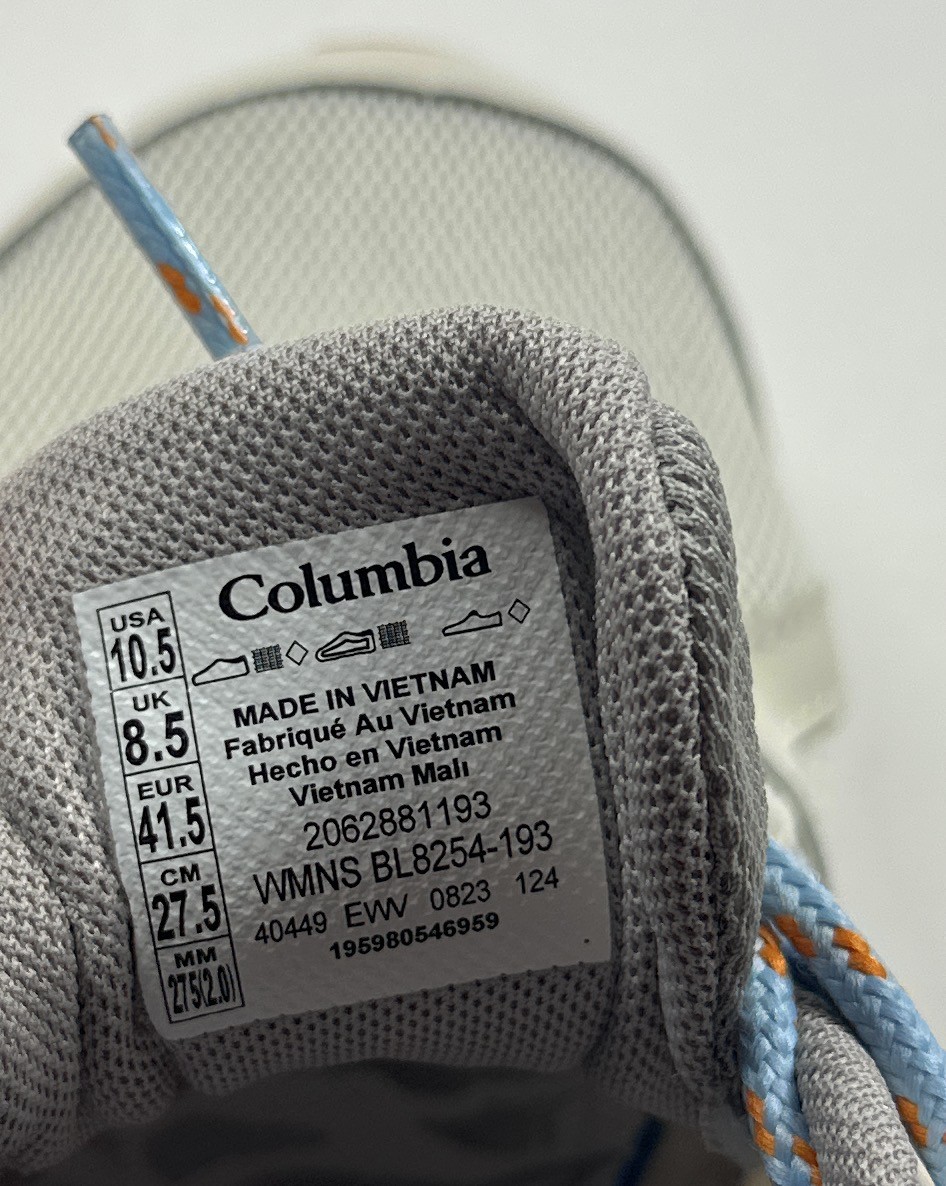 Columbia
USA
10.5
UK
8.5
EUR
41.5
CM
27.5
MM
275(2.0)
MADE IN VIETNAM
Fabriqué Au Vietnam
Hecho en Vietnam
Vietnam Malı
2062881193
WMNS BL8254-193
40449 EVW 0823 124
195980546959